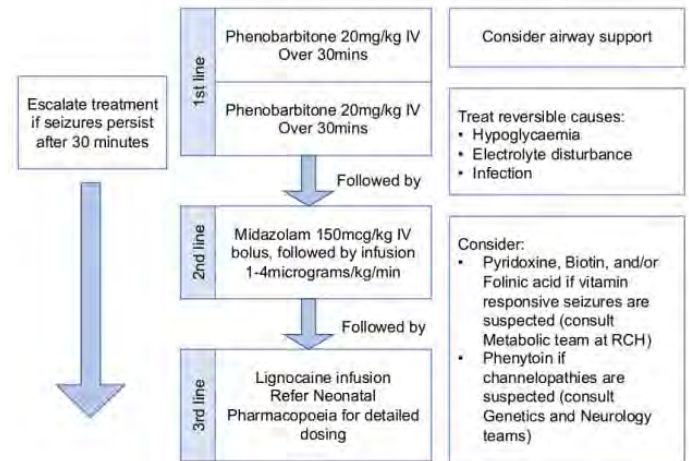 Escalate treatment
if seizures persist
after 30 minutes
1st line
Phenobarbitone 20mg/kg IV
Over 30mins
Phenobarbitone 20mg/kg IV
Over 30mins
Followed by
2nd line
Midazolam 150mcg/kg IV
bolus, followed by infusion
1-4micrograms/kg/min
Followed by
3rd line
Lignocaine infusion
Refer Neonatal
Pharmacopoeia for detailed
dosing
Consider airway support
Treat reversible causes:
• Hypoglycaemia
• Electrolyte disturbance
• Infection
Consider:
• Pyridoxine, Biotin, and/or
Folinic acid if vitamin
responsive seizures are
suspected (consult
Metabolic team at RCH)
• Phenytoin if
channelopathies are
suspected (consult
Genetics and Neurology
teams)